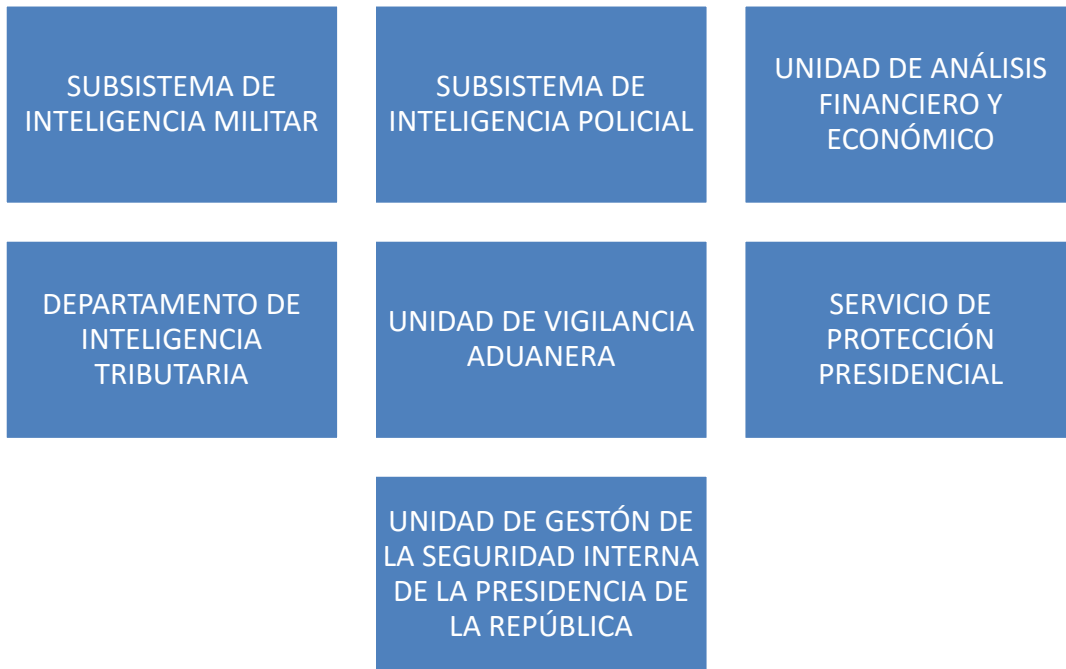 SUBSISTEMA DE
INTELIGENCIA MILITAR
SUBSISTEMA DE
INTELIGENCIA POLICIAL
UNIDAD DE ANÁLISIS
FINANCIERO Y
ECONÓMICO
DEPARTAMENTO DE
INTELIGENCIA
TRIBUTARIA
UNIDAD DE VIGILANCIA
ADUANERA
SERVICIO DE
PROTECCIÓN
PRESIDENCIAL
UNIDAD DE GESTÓN DE
LA SEGURIDAD INTERNA
DE LA PRESIDENCIA DE
LA REPÚBLICA